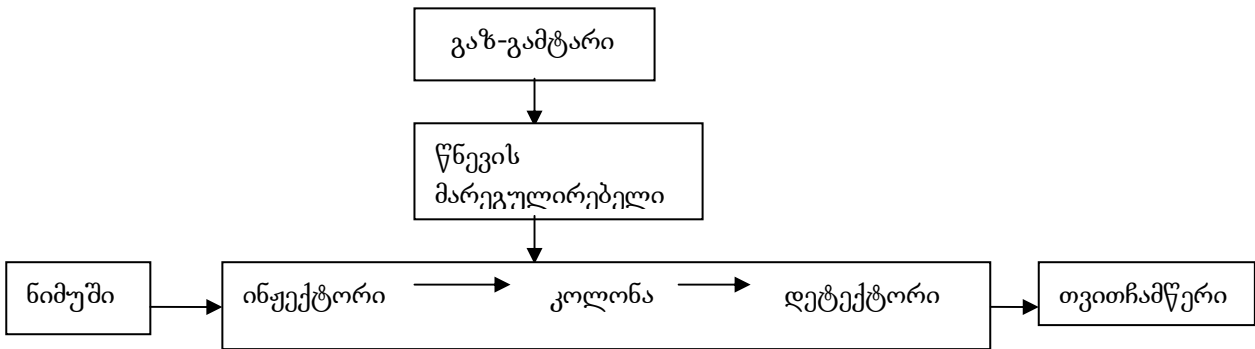 გაზ-გამტარი
წნევის
მარეგულირებელი
ნიმუში
ინჟექტორი
კოლონა
დეტექტორი
თვითჩამწერი